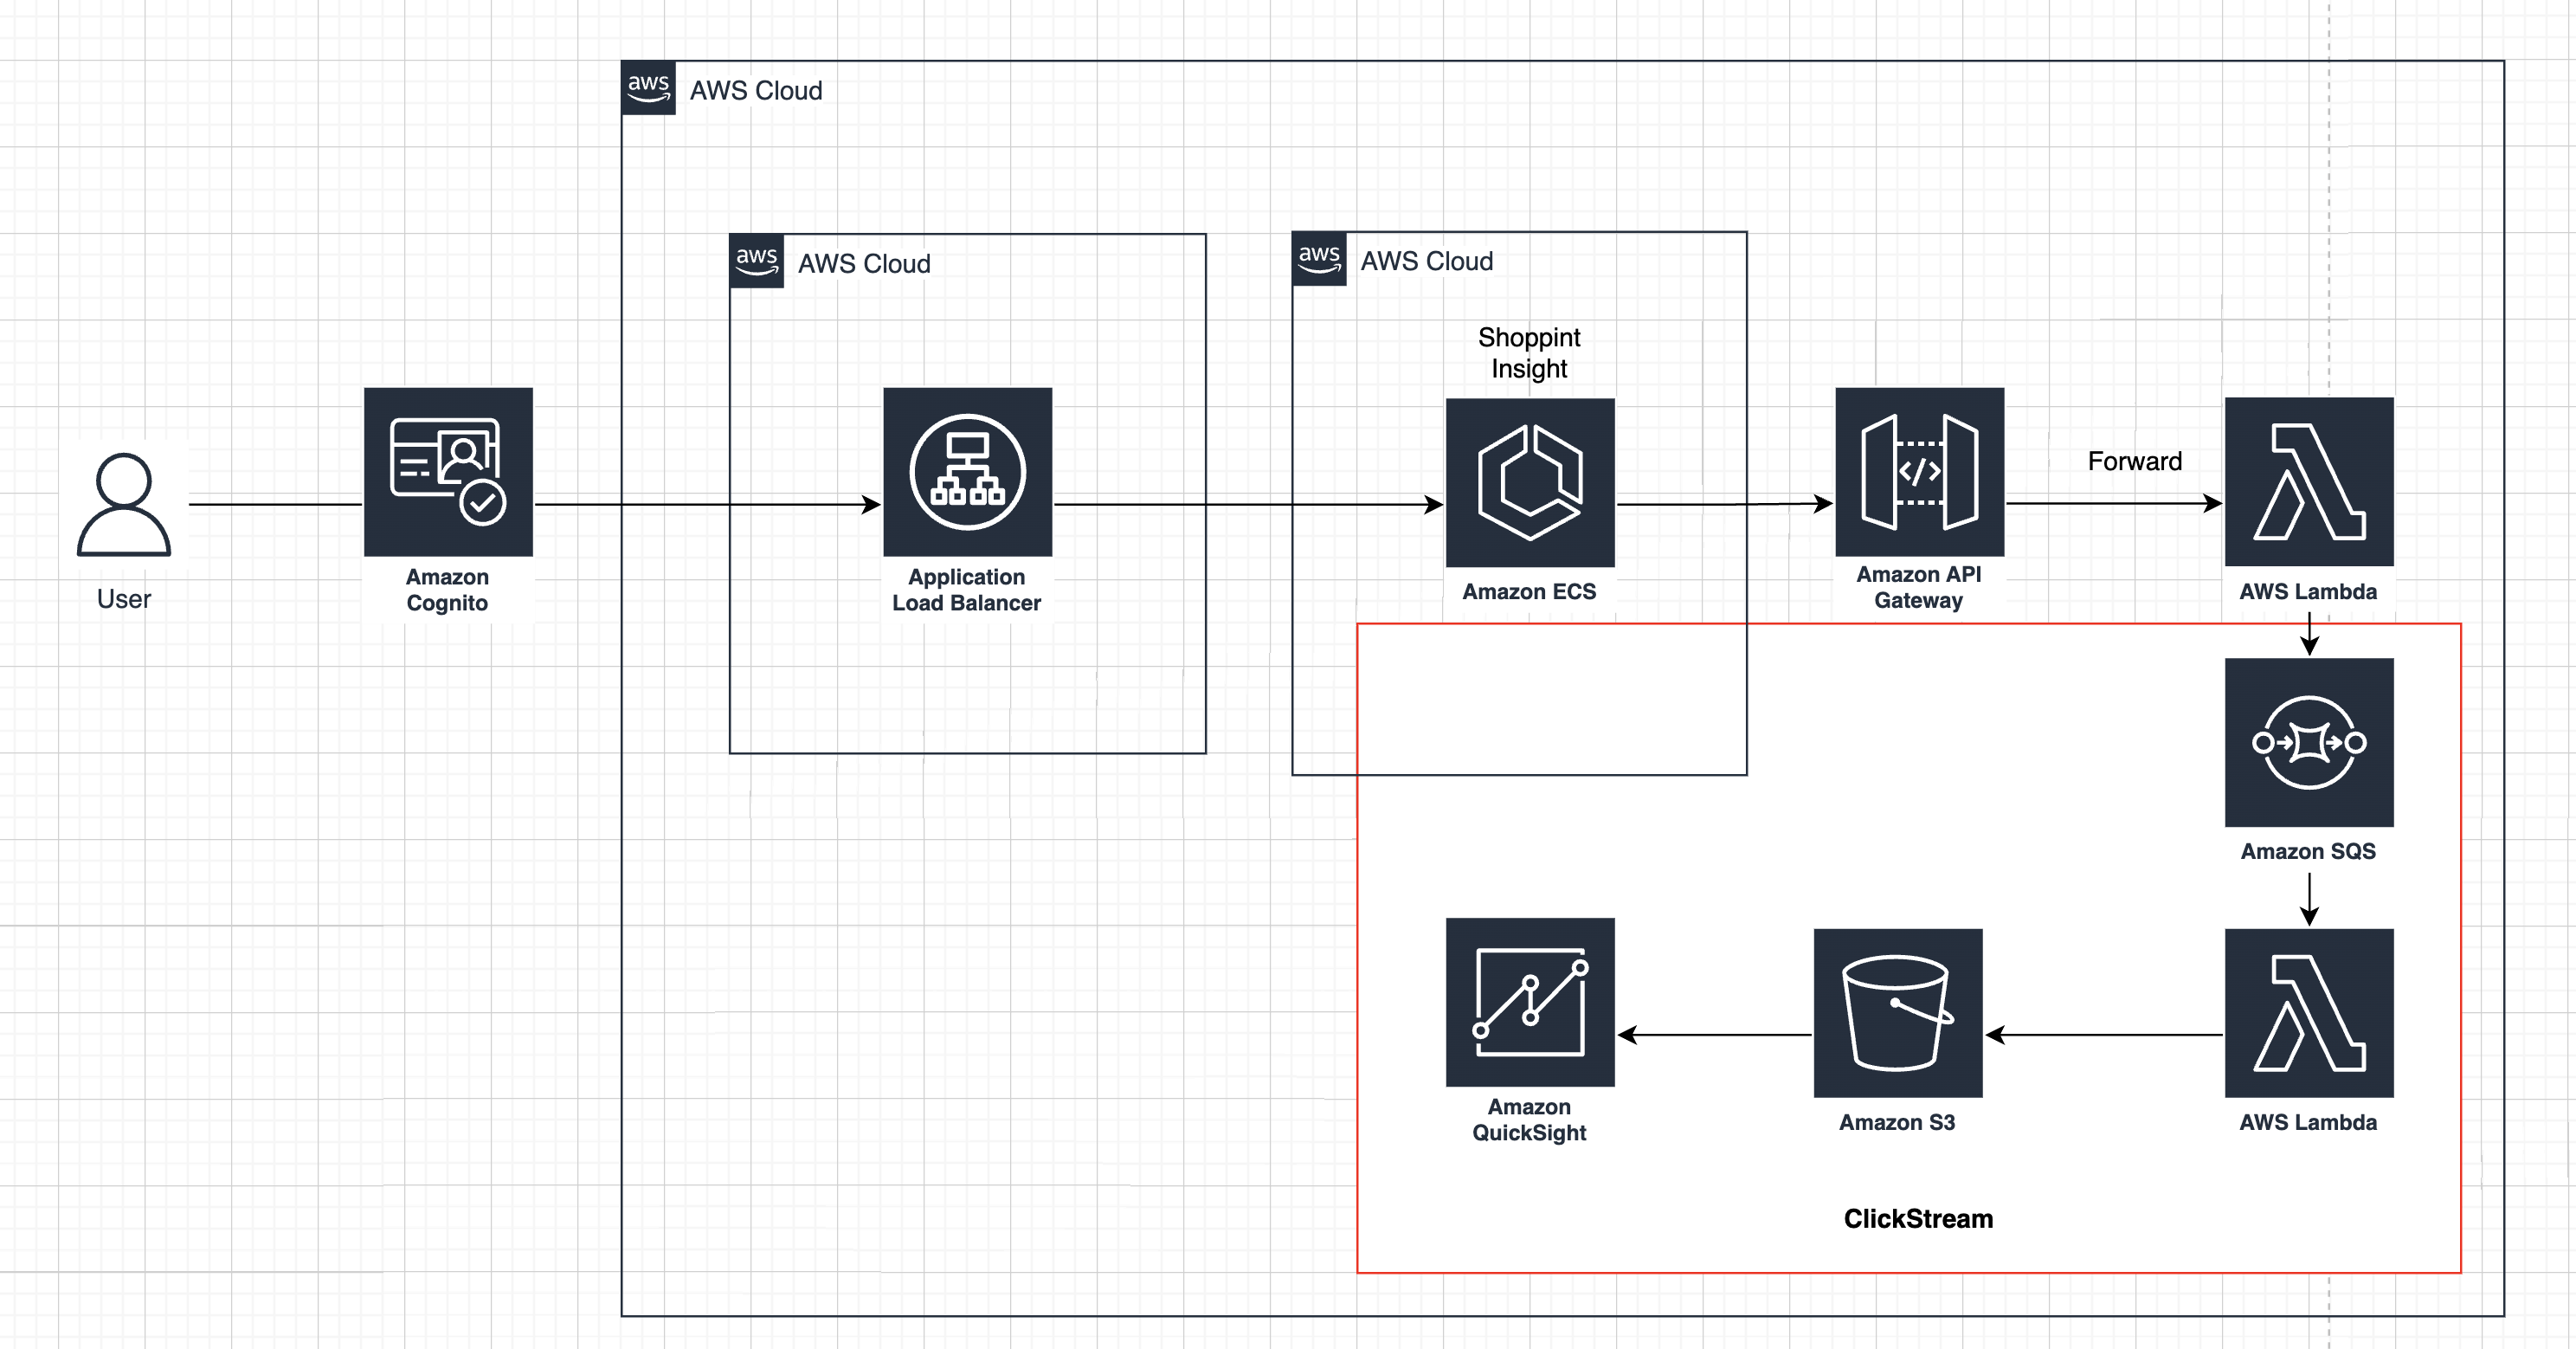 aws
AWS Cloud
aws
AWS Cloud
aws
AWS Cloud
Shoppint
Insight
User
Amazon
Cognito
Application
Load Balancer
Amazon ECS
</>
Amazon API
Gateway
Forward
AWS Lambda
Amazon SQS
Amazon
QuickSight
Amazon S3
AWS Lambda
ClickStream